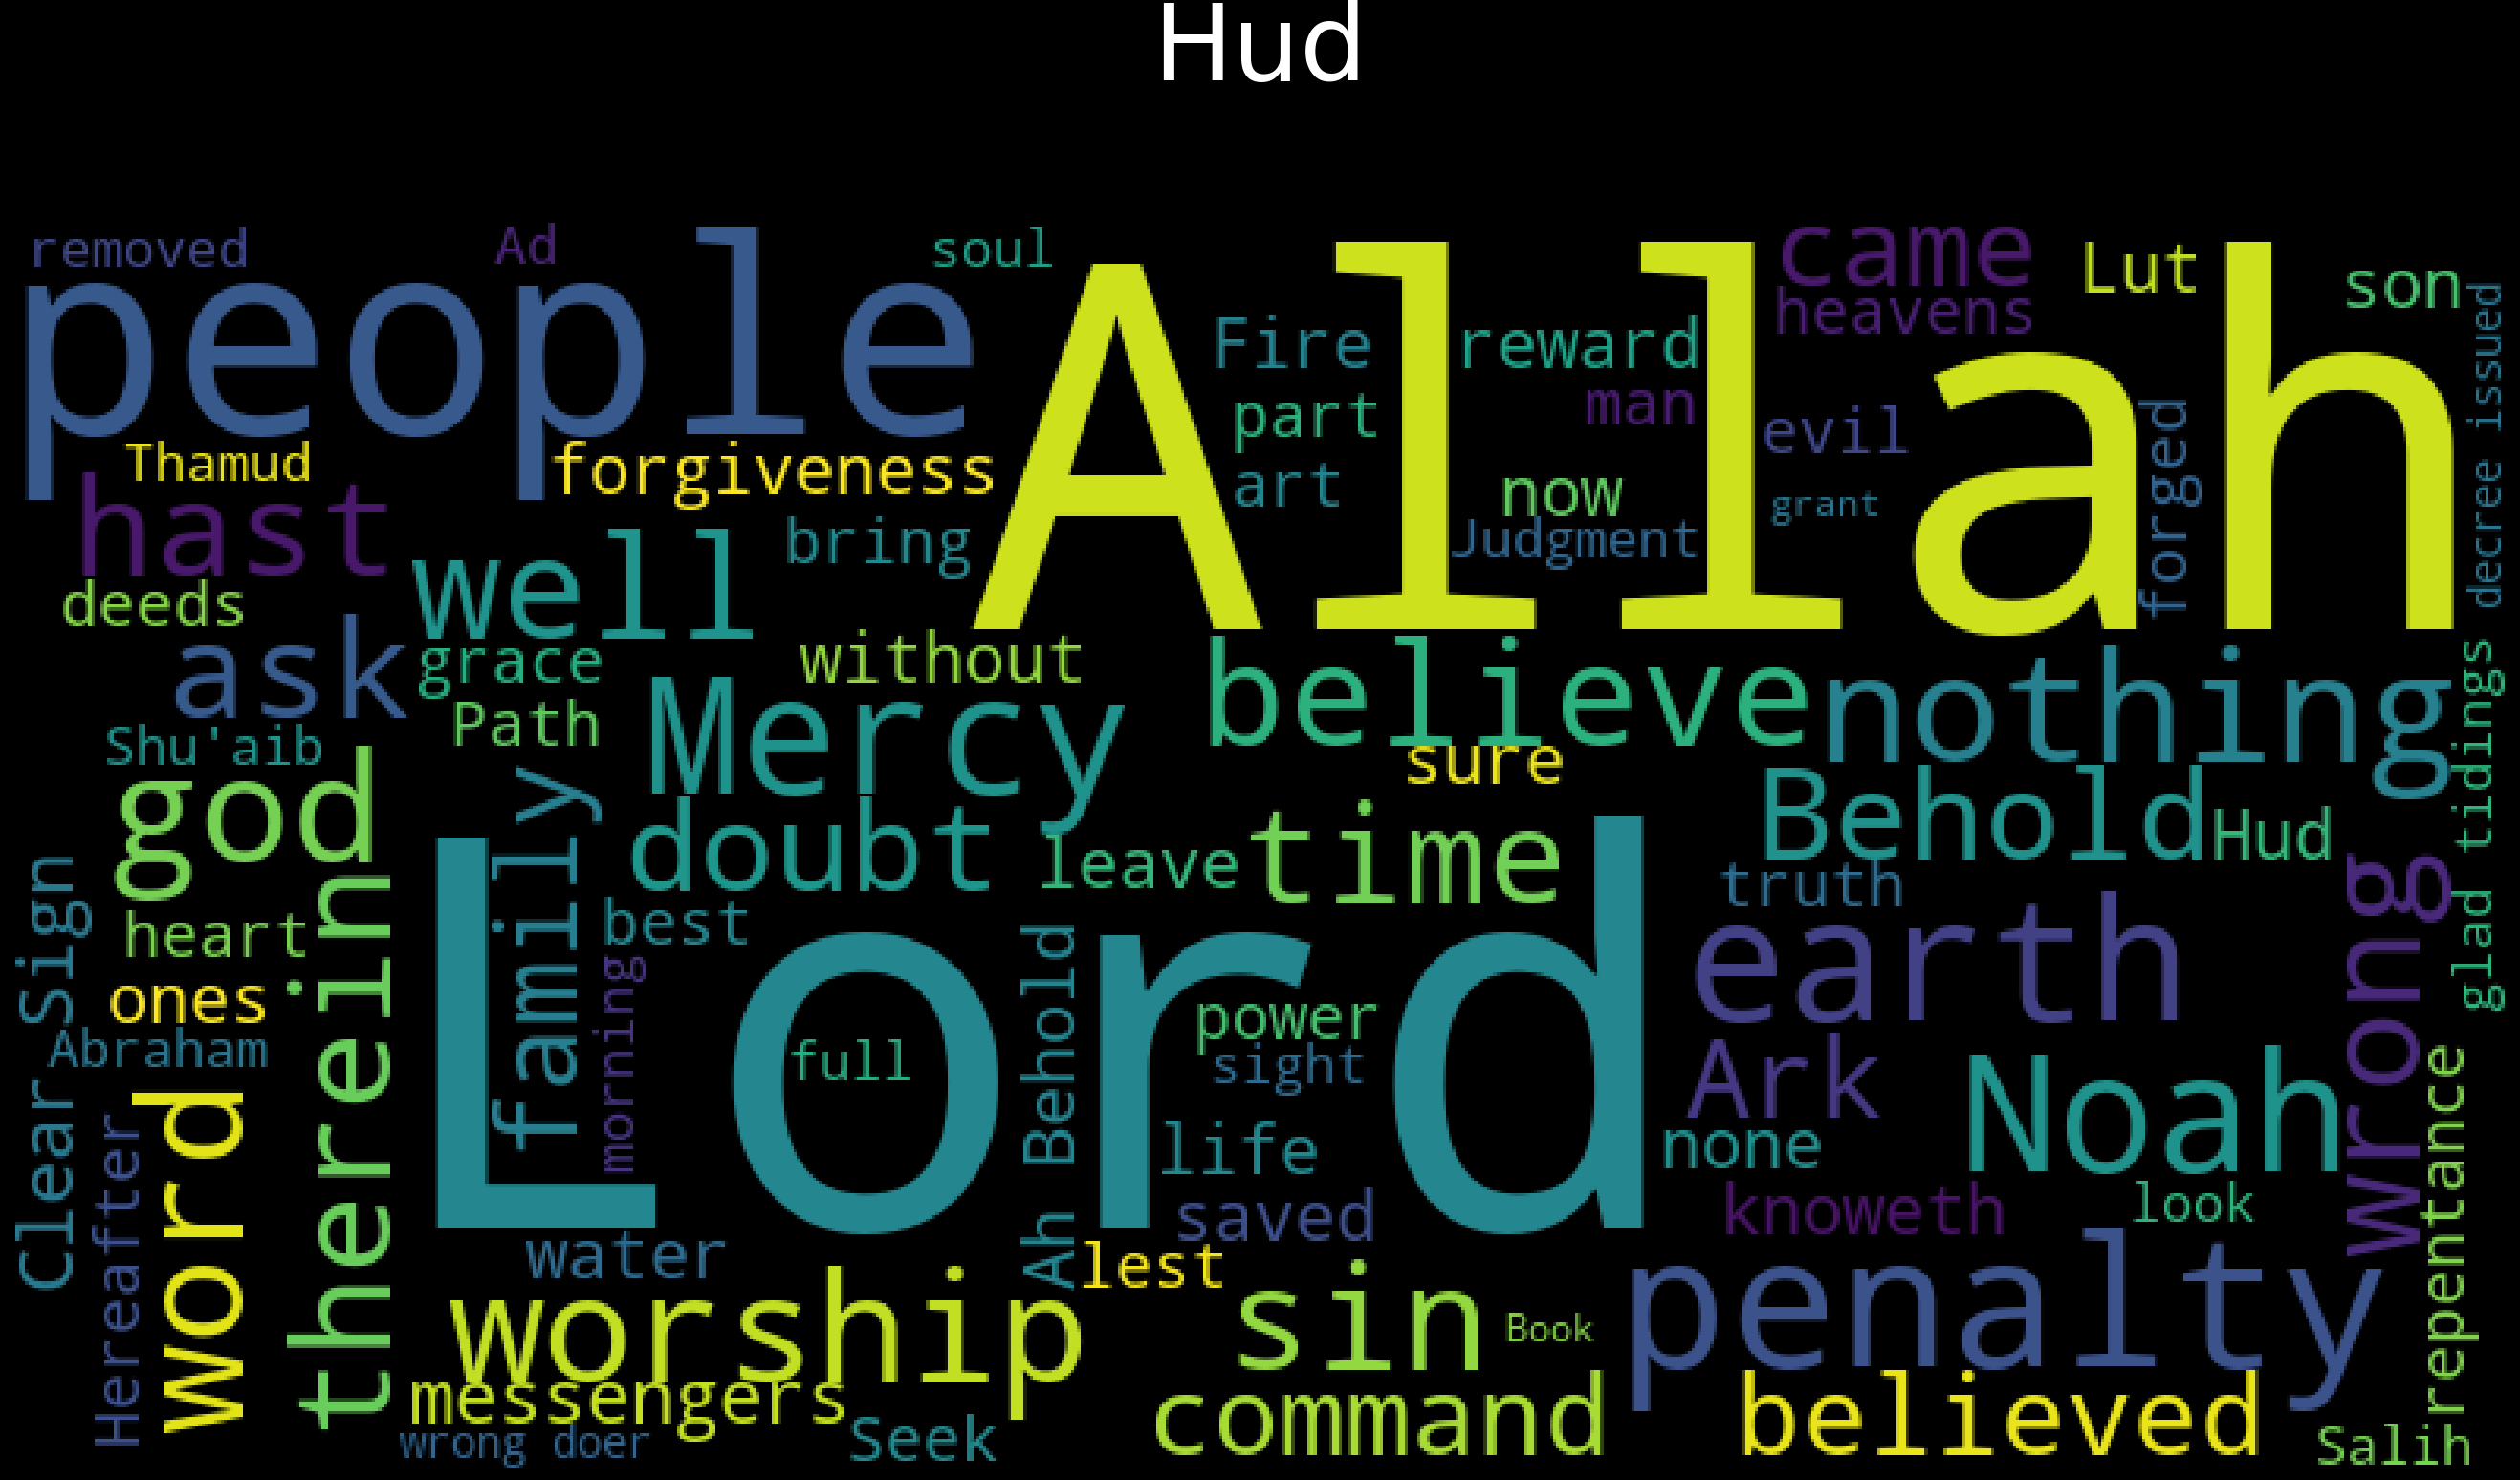 Hud
removed
Ad
soul
people
Allah
came
Lut
son
heavens
Fire
reward
part
man
evil
forged
decree issued
Thamud
forgiveness
art
now
grant
hast
bring
Judgment
well
deeds
ask
grace
without
believe
nothing
glad tidings
Path
Mercy
Shu'aib
sure
god
family
doubt
leave
time
Behold
Hud
truth
wrong
Clear Sign
heart
therein
best
Lord
earth
ones
morning
Ah Behold
power
Abraham
full
sight
Ark
Noah
repentance
Hereafter
word
life
none
saved
knoweth
look
water
lest
worship
sin
Book
penalty
messengers
command
believed
wrong doer
Seek
Salih